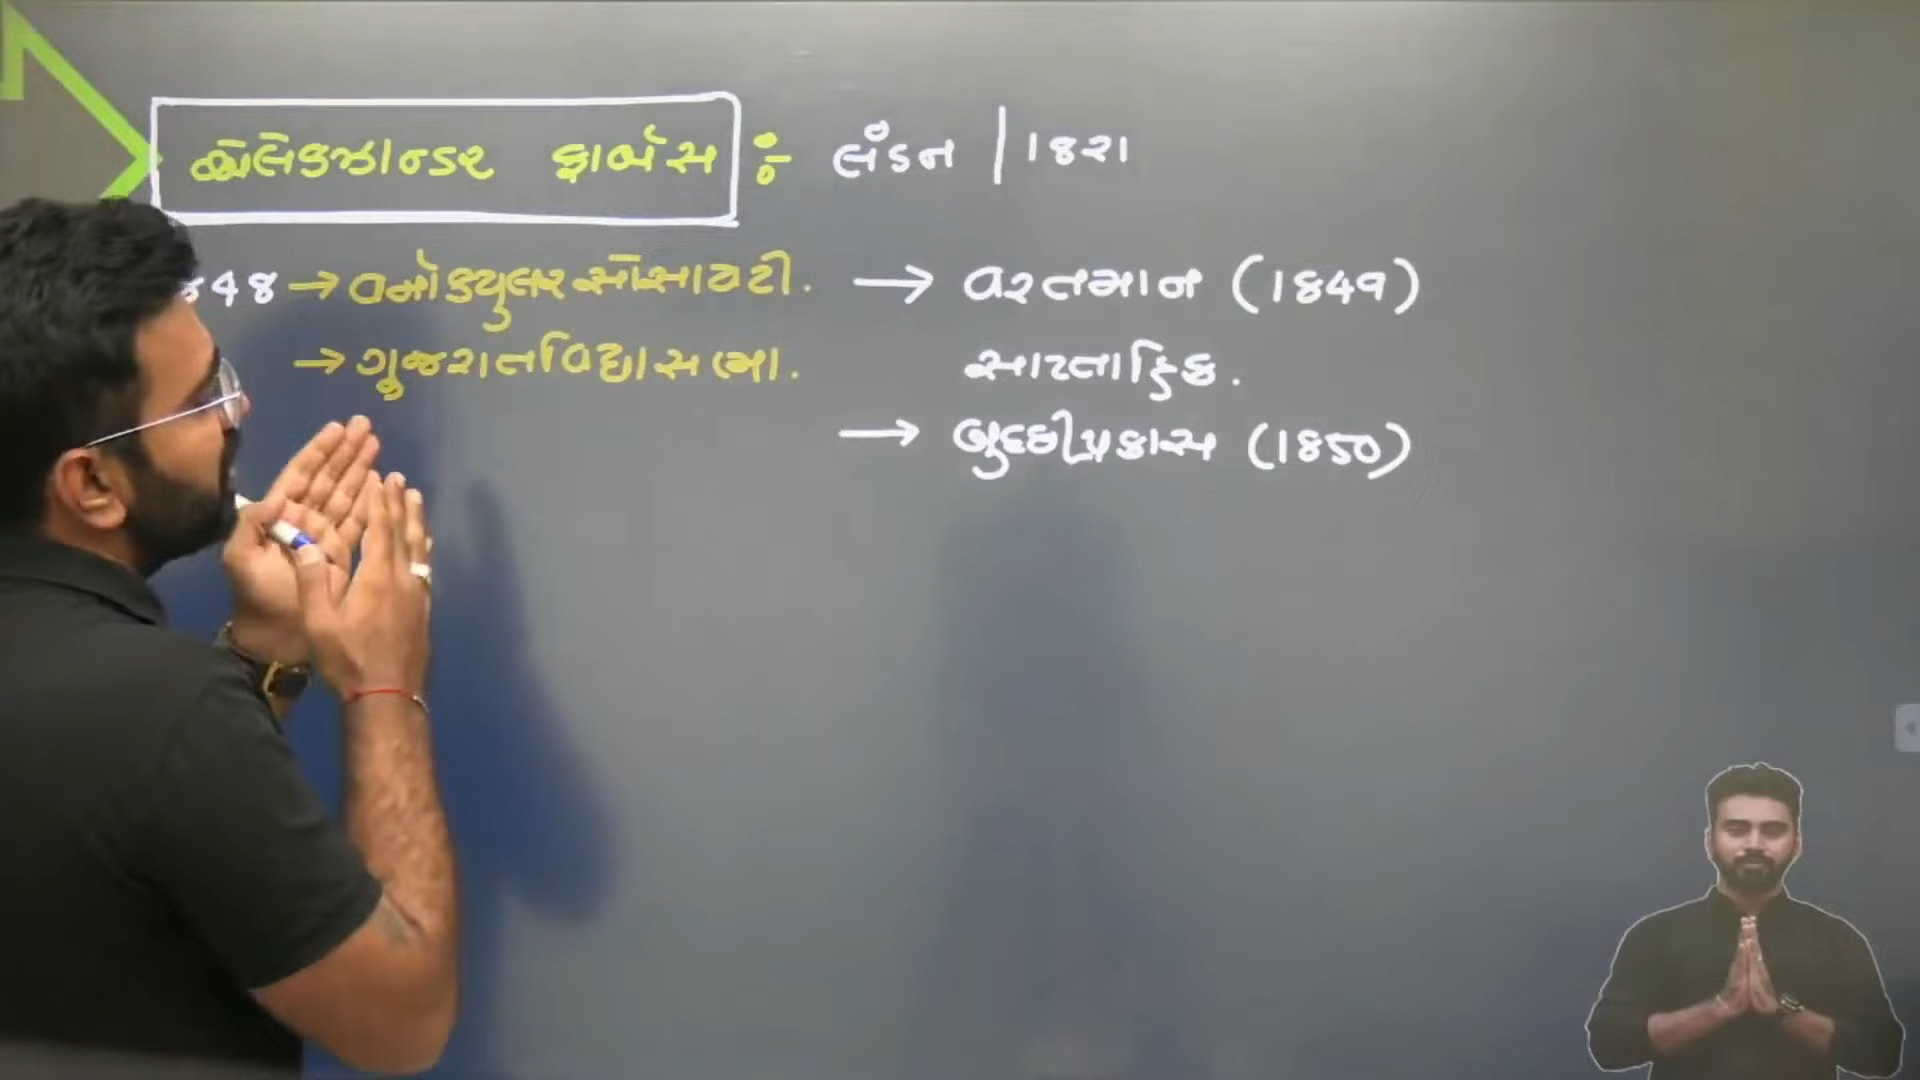 એલેકઝાન્ડર ફાર્બસ : લંડન | 1821
48 → વર્નાક્યુલર સોસાયટી. → વરતમાન (1849)
→ ગુજરાત વિદ્યાસભા. સાપ્તાહિક.
→ બુદ્ધીપ્રકાસ (1850)